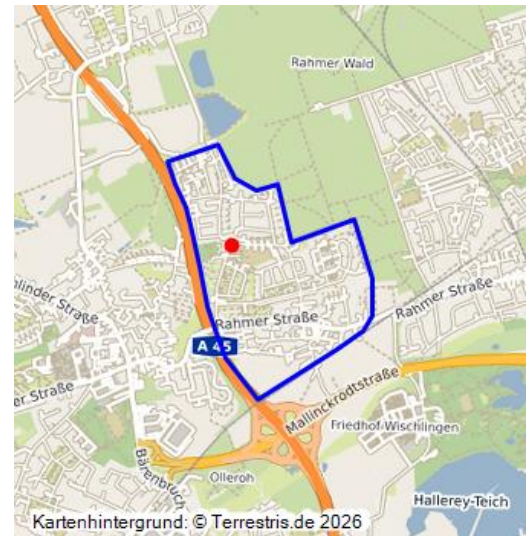 Rahmer Wald
nlinder Straße
Rahmer Straße
Rahmer Straße
A 45
er Straße
Mallinckrodtstraße
Friedhof-Wischlingen
Bärenbruch
Olleroh
Hallerey-Teich
Kartenhintergrund: © Terrestris.de 2026